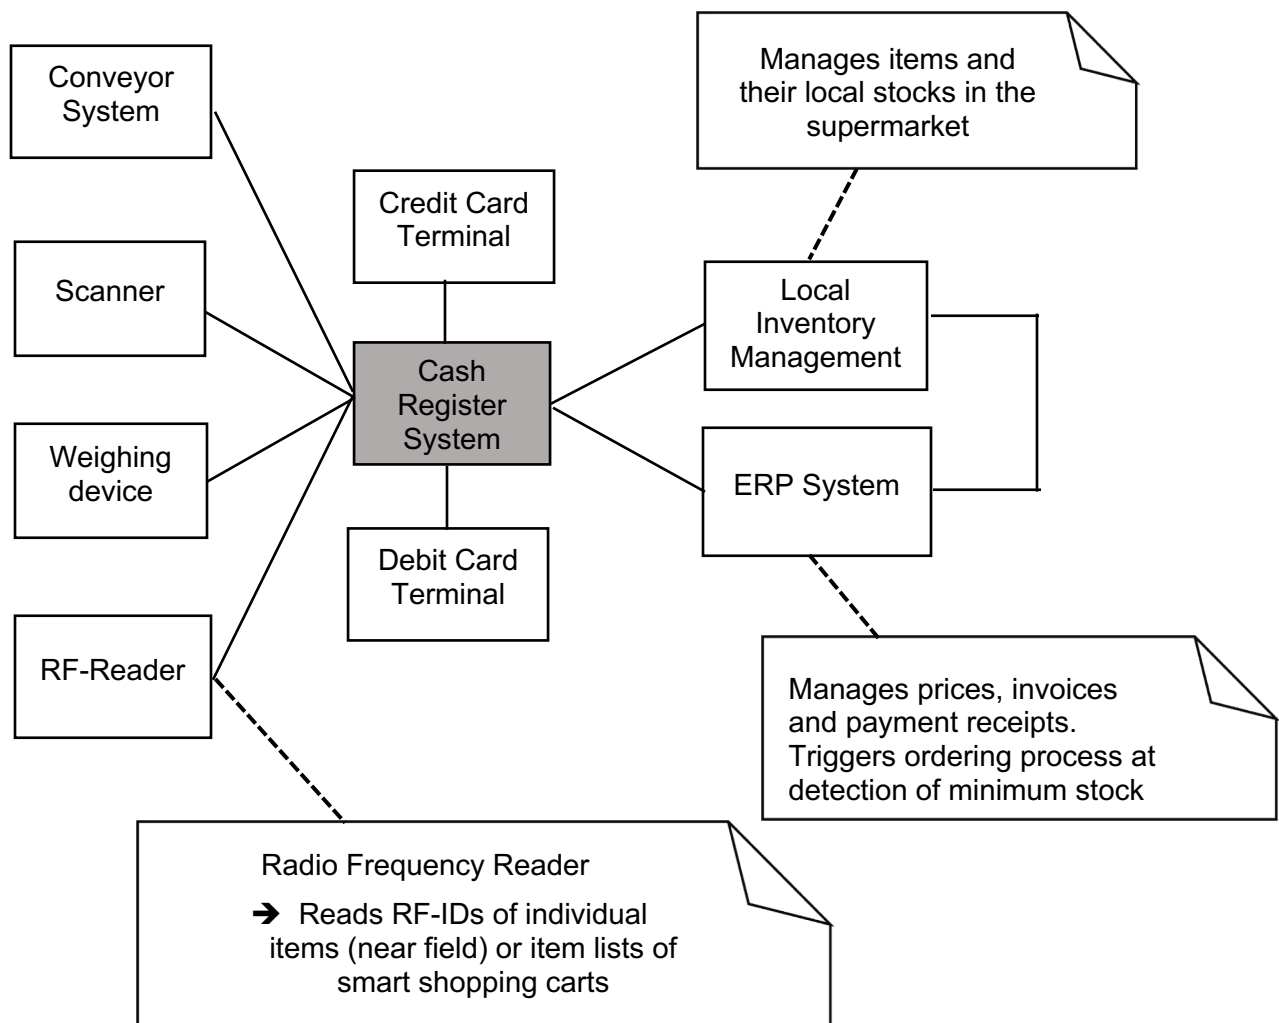 Conveyor
System
Manages items and
their local stocks in the
supermarket
Credit Card
Terminal
Scanner
Local
Inventory
Management
Cash
Register
System
Weighing
device
ERP System
Debit Card
Terminal
RF-Reader
Manages prices, invoices
and payment receipts.
Triggers ordering process at
detection of minimum stock
Radio Frequency Reader
➔ Reads RF-IDs of individual
items (near field) or item lists of
smart shopping carts